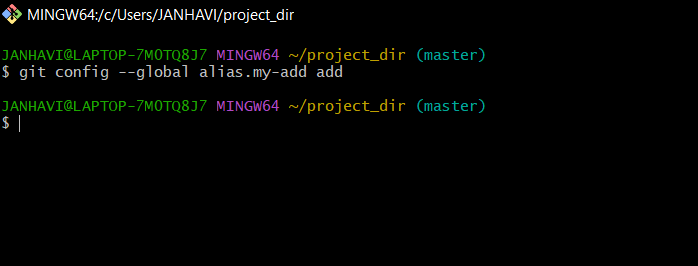 MINGW64:/c/Users/JANHAVI/project_dir
JANHAVI@LAPTOP-7M0TQ8J7 MINGW64 ~/project_dir (master)
$ git config --global alias.my-add add
JANHAVI@LAPTOP-7M0TQ8J7 MINGW64 ~/project_dir (master)
$